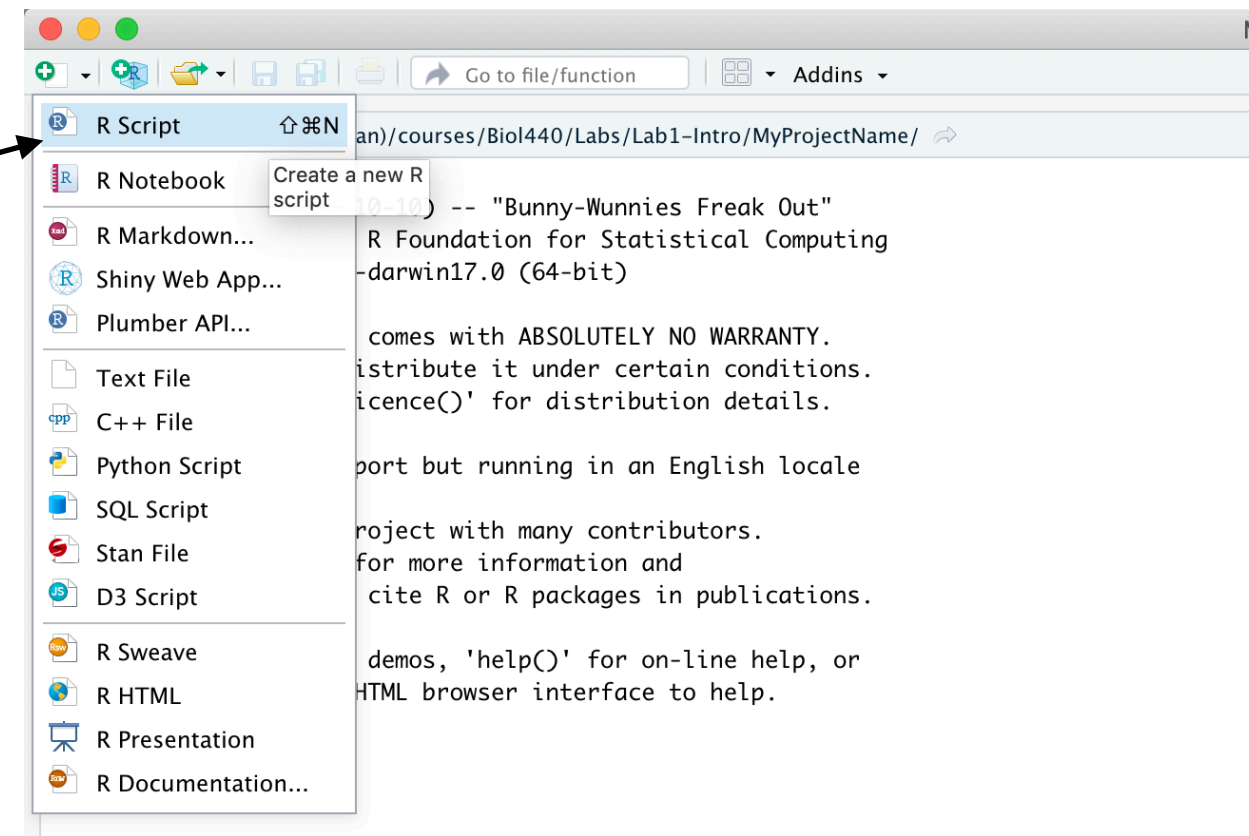 Go to file/function
Addins
R Script ⇧⌘N
an)/courses/Biol440/Labs/Lab1-Intro/MyProjectName/
R Notebook
Create a new R
script
10-10) -- "Bunny-Wunnies Freak Out"
R Markdown...
R Foundation for Statistical Computing
Shiny Web App...
-darwin17.0 (64-bit)
Plumber API...
comes with ABSOLUTELY NO WARRANTY.
Text File
istribute it under certain conditions.
C++ File
icence()' for distribution details.
Python Script
port but running in an English locale
SQL Script
roject with many contributors.
Stan File
for more information and
D3 Script
cite R or R packages in publications.
R Sweave
demos, 'help()' for on-line help, or
R HTML
HTML browser interface to help.
R Presentation
R Documentation...